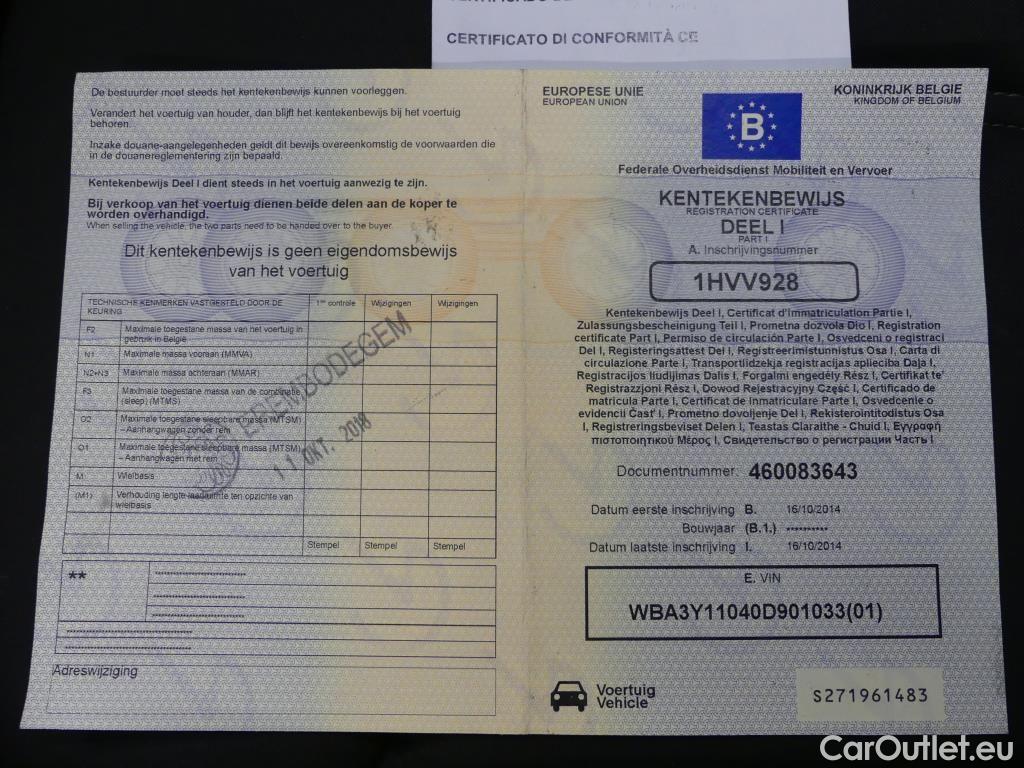 CERTIFICATO DI CONFORMITÀ CE
De bestuurder moet steeds het kentekenbewijs kunnen voorleggen.
Verandert het voertuig van houder, dan blijft het kentekenbewijs bij het voertuig
behoren.
Inzake douane-aangelegenheden geldt dit bewijs overeenkomstig de voorwaarden die
in de douanereglementering zijn bepaald.
Kentekenbewijs Deel I dient steeds in het voertuig aanwezig te zijn.
Bij verkoop van het voertuig dienen beide delen aan de koper te
worden overhandigd.
When selling the vehicle, the two parts need to be handed over to the buyer.
Dit kentekenbewijs is geen eigendomsbewijs
van het voertuig
TECHNISCHE KENMERKEN VASTGESTELD DOOR DE
KEURING
1ste controle
Wijzigingen
Wijzigingen
F2 Maximale toegestane massa van het voertuig in
gebruik in België
N1 Maximale massa vooraan (MMVA)
N2+N3 Maximale massa achteraan (MMAR)
F3 Maximale toegestane massa van de combinatie
(sleep) (MTMS)
O2 Maximale toegestane sleepbare massa (MTSM)
– Aanhangwagen zonder rem
O1 Maximale toegestane sleepbare massa (MTSM)
– Aanhangwagen met rem
M Wielbasis
(M1) Verhouding lengte laadruimte ten opzichte van
wielbasis
Stempel Stempel Stempel
EREMBODEGEM
11 OKT. 2018
**
Adreswijziging
EUROPESE UNIE
EUROPEAN UNION
B
KONINKRIJK BELGIE
KINGDOM OF BELGIUM
Federale Overheidsdienst Mobiliteit en Vervoer
KENTEKENBEWIJS
REGISTRATION CERTIFICATE
DEEL I
PART I
A. Inschrijvingsnummer
1HVV928
Kentekenbewijs Deel I, Certificat d'immatriculation Partie I,
Zulassungsbescheinigung Teil I, Prometna dozvola Dio I, Registration
certificate Part I, Permiso de circulación Parte I, Osvedceni o registraci
Del I, Registeringsattest Del I, Registreerimistunnistus Osa I, Carta di
circulazione Parte I, Transportlidzekja registracijas aplieciba Daļa I,
Registracijos liudijimas Dalis I, Forgalmi engedély Rész I, Certifikat te'
Registrazzjoni Rész I, Dowod Rejestracyjny Część I, Certificado de
matricula Parte I, Certificat de inmatriculare Parte I, Osvedcenie o
evidencii Časť I, Prometno dovoljenje Del I, Rekisterointitodistus Osa
I, Registreringsbeviset Delen I, Teastas Claraithe - Chuid I, Εγγραφή
πιστοποιητικού Μέρος I, Свидетельство о регистрации Часть I
Documentnummer: 460083643
Datum eerste inschrijving B. 16/10/2014
Bouwjaar (B.1.) **********
Datum laatste inschrijving I. 16/10/2014
E. VIN
WBA3Y11040D901033(01)
Voertuig
Vehicle
S271961483
CarOutlet.eu